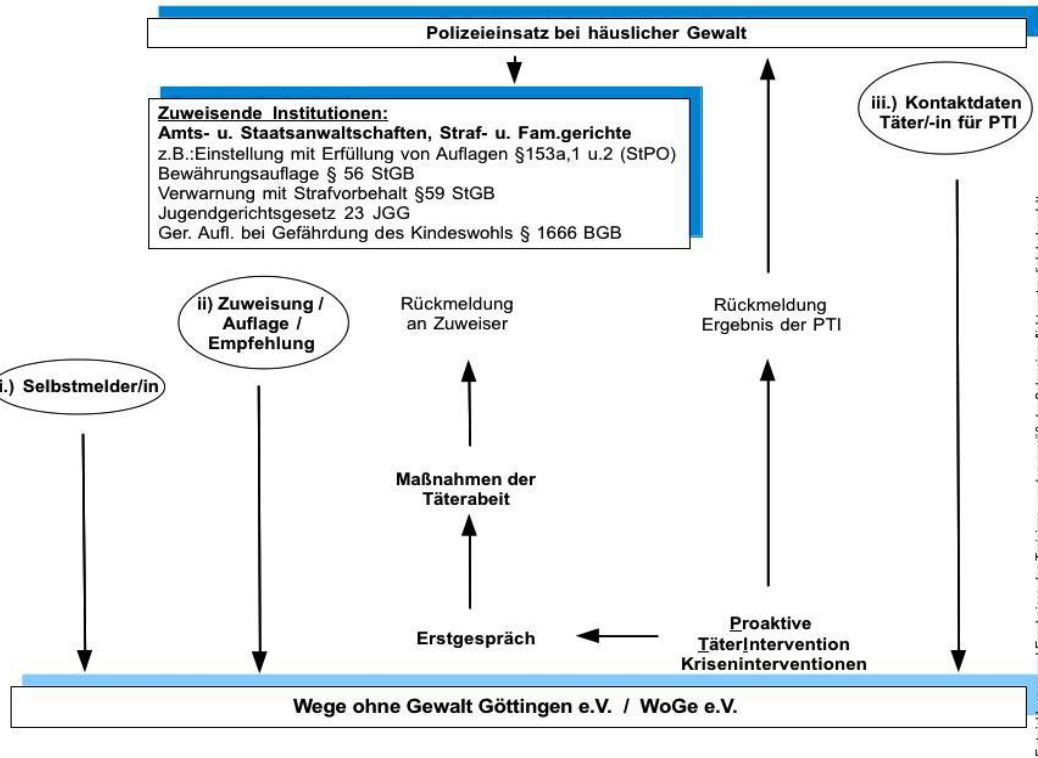 Polizeieinsatz bei häuslicher Gewalt
Zuweisende Institutionen:
Amts- u. Staatsanwaltschaften, Straf- u. Fam.gerichte
z.B.:Einstellung mit Erfüllung von Auflagen §153a,1 u.2 (StPO)
Bewährungsauflage § 56 StGB
Verwarnung mit Strafvorbehalt §59 StGB
Jugendgerichtsgesetz 23 JGG
Ger. Aufl. bei Gefährdung des Kindeswohls § 1666 BGB
iii.) Kontaktdaten
Täter/-in für PTI
ii) Zuweisung /
Auflage /
Empfehlung
Rückmeldung
an Zuweiser
Rückmeldung
Ergebnis der PTI
i.) Selbstmelder/in
Maßnahmen der
Täterabeit
Erstgespräch
Proaktive
TäterIntervention
Kriseninterventionen
Wege ohne Gewalt Göttingen e.V. / WoGe e.V.